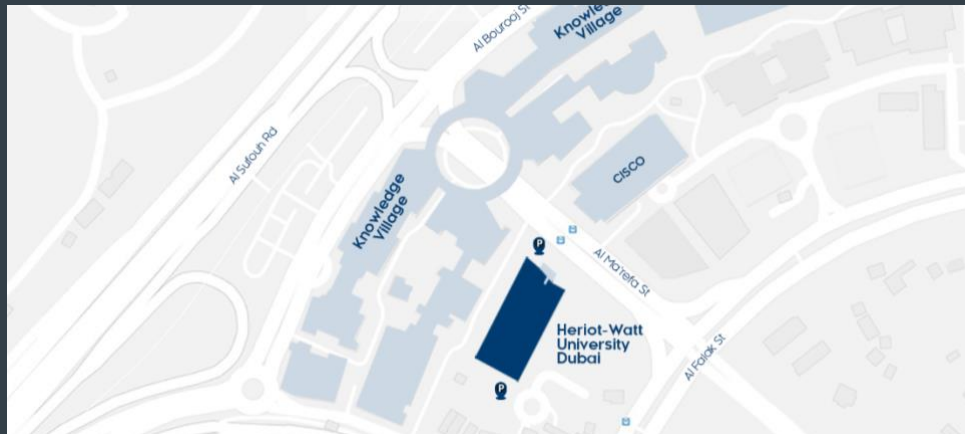 Al Bourooj St
Knowledge
Village
Al Sufouh Rd
CISCO
Knowledge
Village
P
Al Ma'refa St
Heriot-Watt
University
Dubai
Al Falak St
P